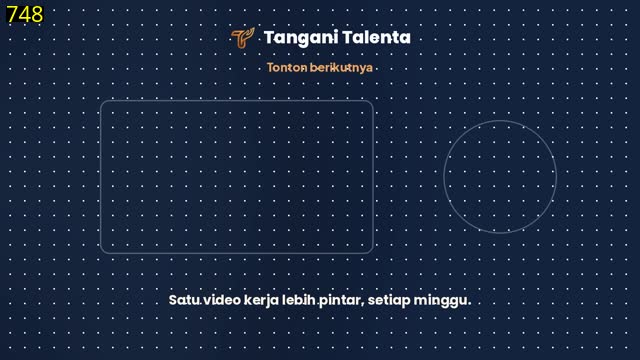 748
Tangani Talenta
Tonton berikutnya
Satu video kerja lebih pintar, setiap minggu.